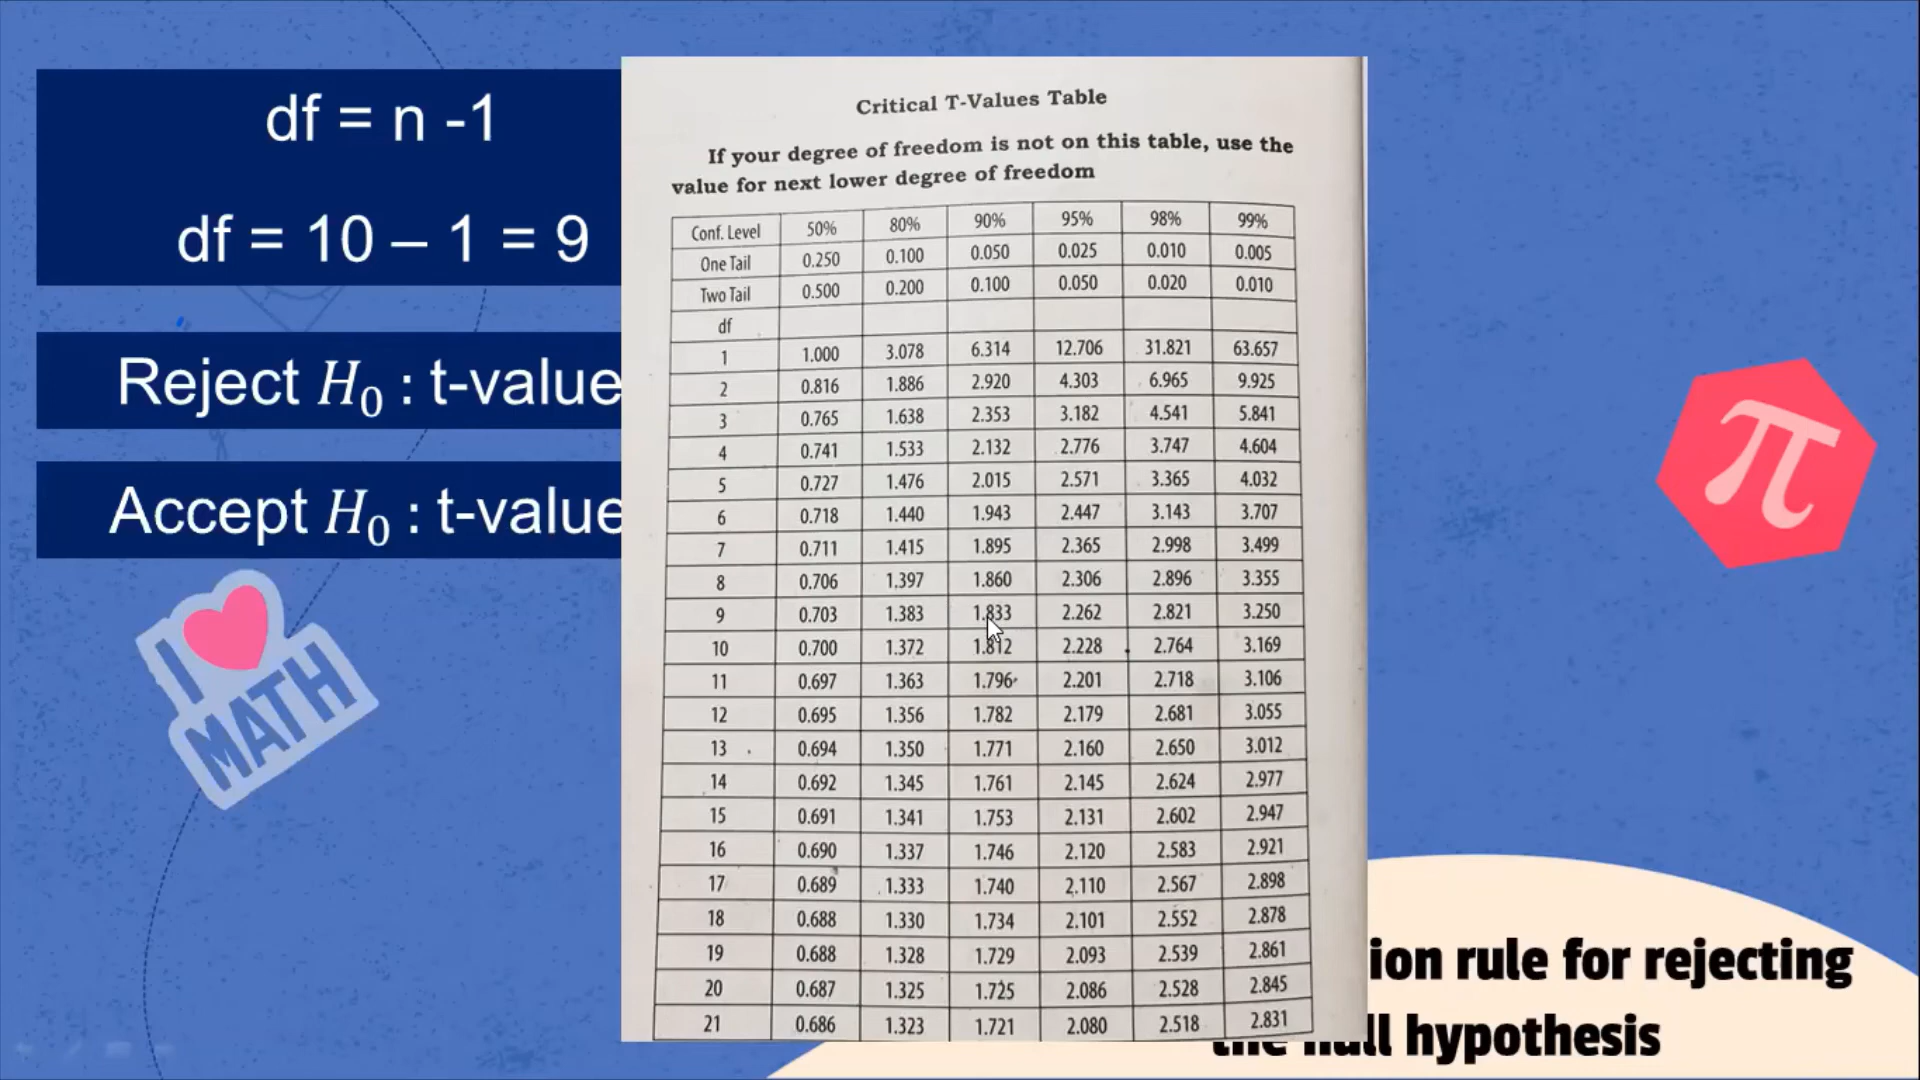 df = n -1
df = 10 – 1 = 9
Reject H₀ : t-value
Accept H₀ : t-value
I
MATH
Critical T-Values Table
If your degree of freedom is not on this table, use the
value for next lower degree of freedom
Conf. Level 50% 80% 90% 95% 98% 99%
One Tail 0.250 0.100 0.050 0.025 0.010 0.005
Two Tail 0.500 0.200 0.100 0.050 0.020 0.010
df
1 1.000 3.078 6.314 12.706 31.821 63.657
2 0.816 1.886 2.920 4.303 6.965 9.925
3 0.765 1.638 2.353 3.182 4.541 5.841
4 0.741 1.533 2.132 2.776 3.747 4.604
5 0.727 1.476 2.015 2.571 3.365 4.032
6 0.718 1.440 1.943 2.447 3.143 3.707
7 0.711 1.415 1.895 2.365 2.998 3.499
8 0.706 1.397 1.860 2.306 2.896 3.355
9 0.703 1.383 1.833 2.262 2.821 3.250
10 0.700 1.372 1.812 2.228 2.764 3.169
11 0.697 1.363 1.796 2.201 2.718 3.106
12 0.695 1.356 1.782 2.179 2.681 3.055
13 0.694 1.350 1.771 2.160 2.650 3.012
14 0.692 1.345 1.761 2.145 2.624 2.977
15 0.691 1.341 1.753 2.131 2.602 2.947
16 0.690 1.337 1.746 2.120 2.583 2.921
17 0.689 1.333 1.740 2.110 2.567 2.898
18 0.688 1.330 1.734 2.101 2.552 2.878
19 0.688 1.328 1.729 2.093 2.539 2.861
20 0.687 1.325 1.725 2.086 2.528 2.845
21 0.686 1.323 1.721 2.080 2.518 2.831
π
ion rule for rejecting
the null hypothesis